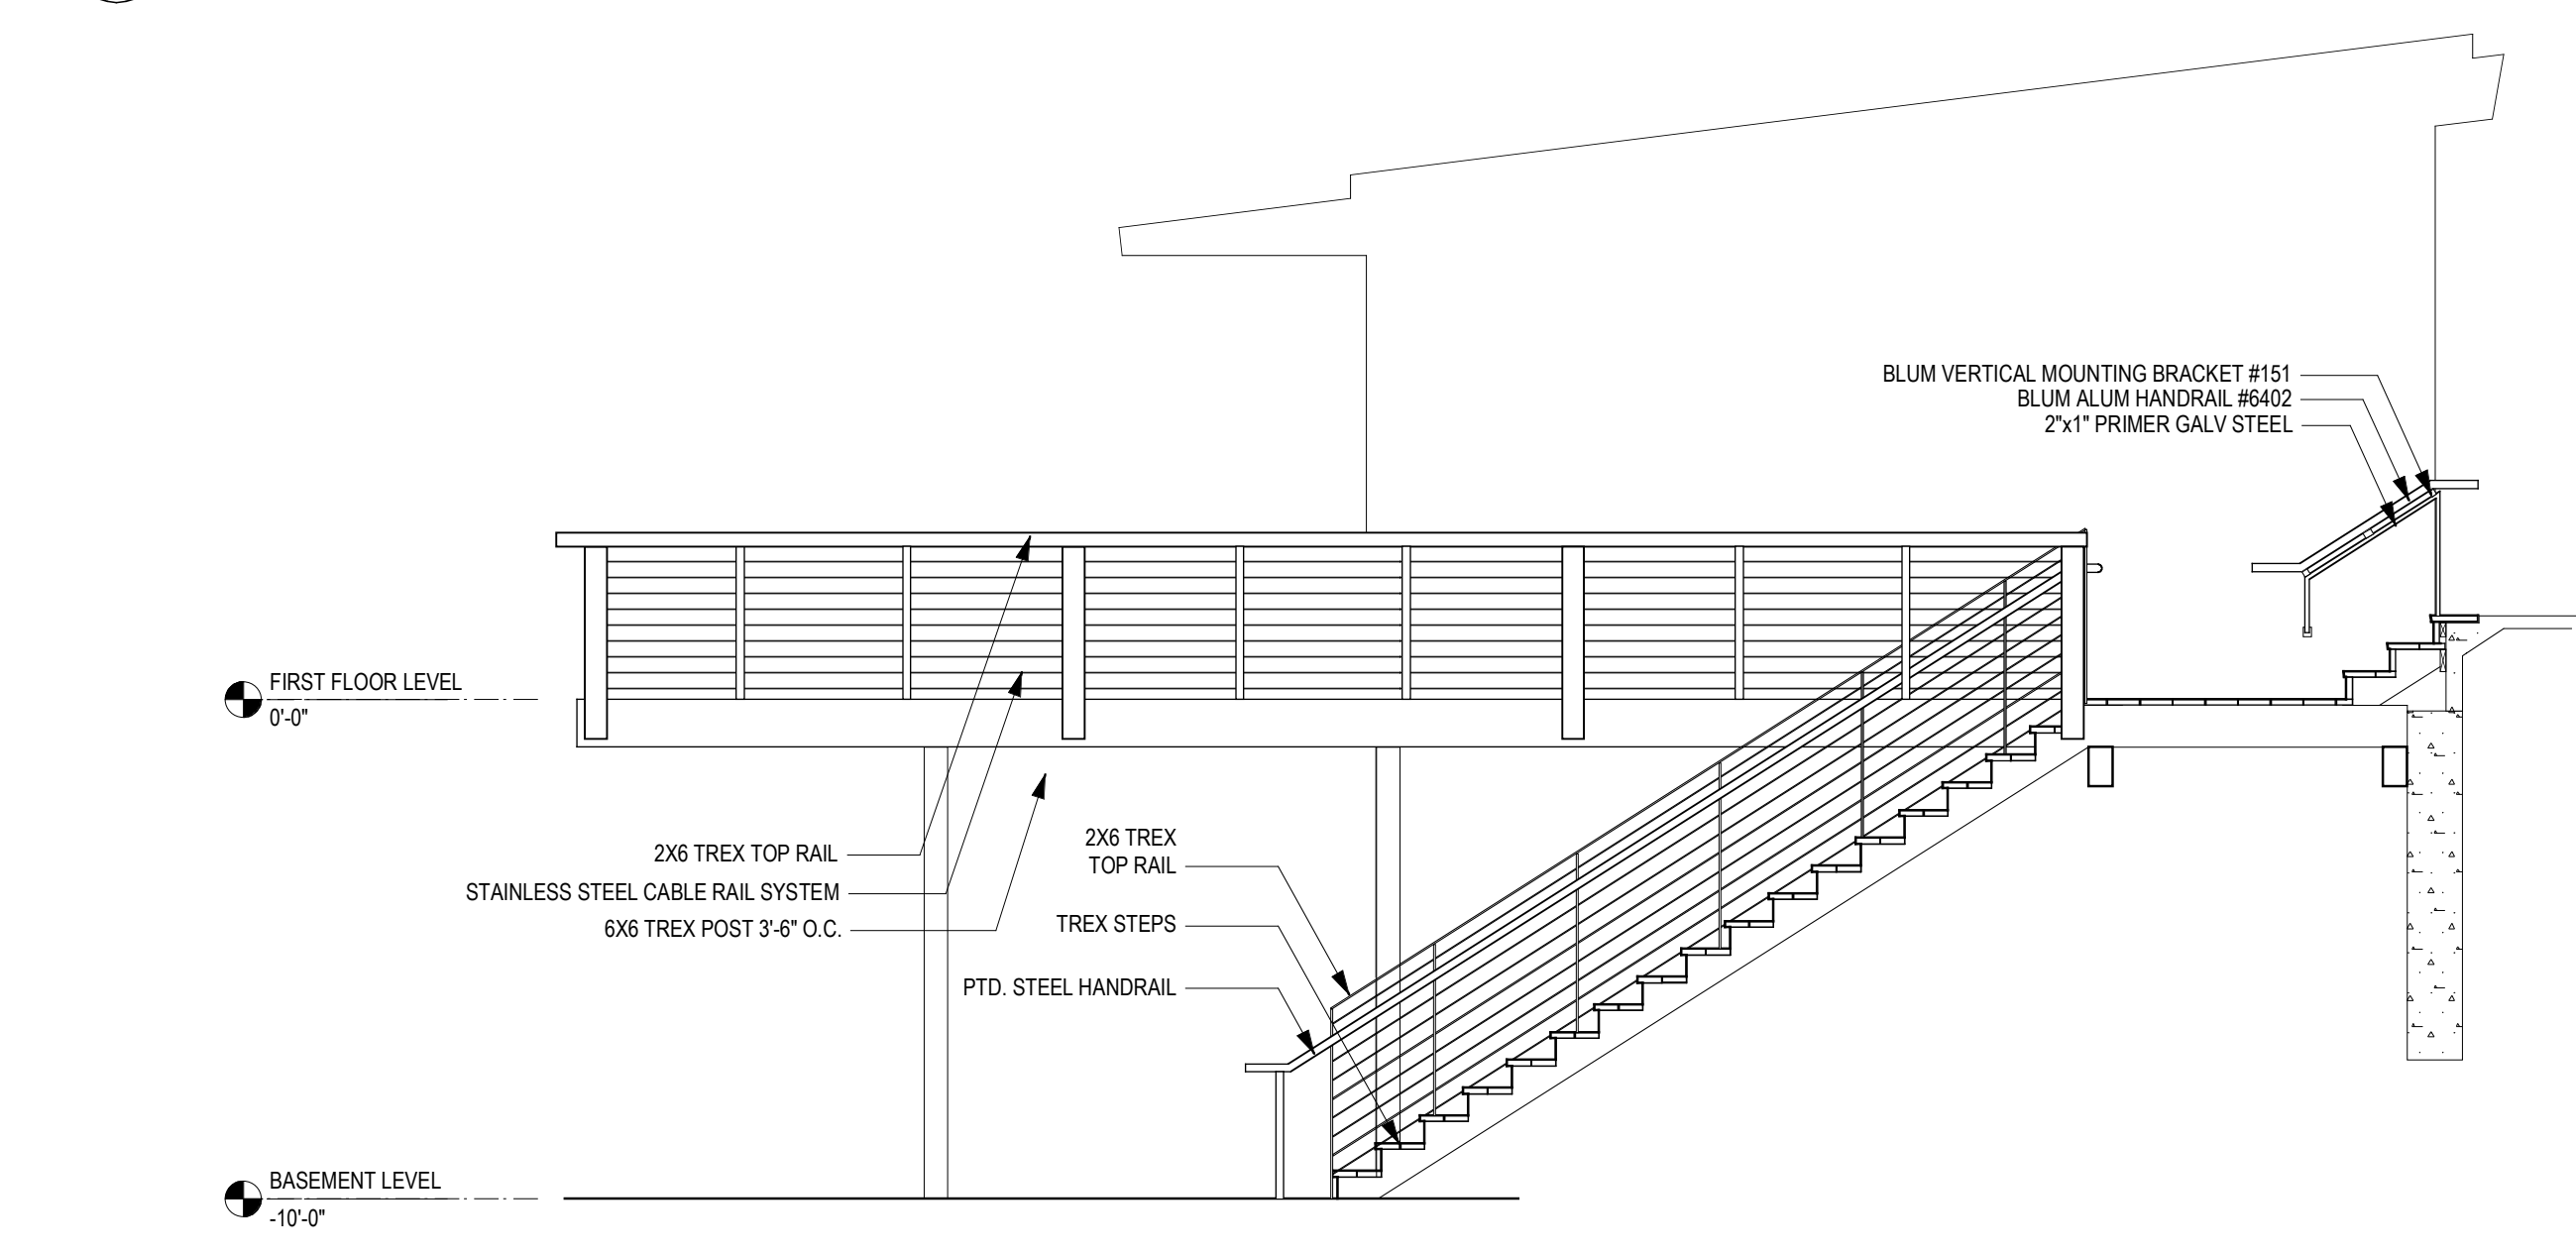 BLUM VERTICAL MOUNTING BRACKET #151
BLUM ALUM HANDRAIL #6402
2"x1" PRIMER GALV STEEL
FIRST FLOOR LEVEL
0'-0"
2X6 TREX TOP RAIL
STAINLESS STEEL CABLE RAIL SYSTEM
6X6 TREX POST 3'-6" O.C.
2X6 TREX
TOP RAIL
TREX STEPS
PTD. STEEL HANDRAIL
BASEMENT LEVEL
-10'-0"